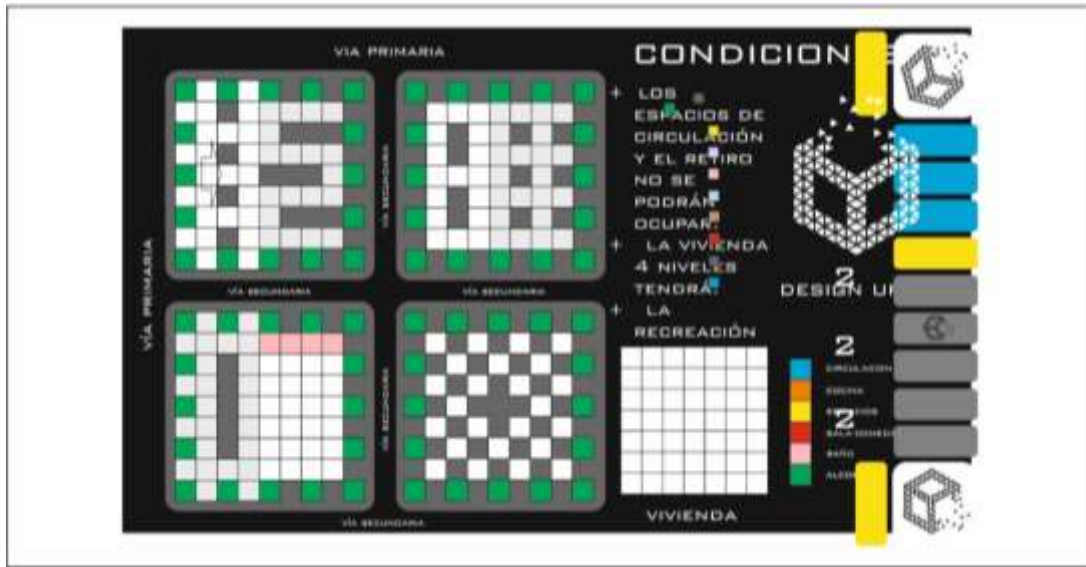 VIA PRIMARIA
CONDICION
+ LOS
ESPACIOS DE
CIRCULACIÓN
Y EL RETIRO
NO SE
PODRÁN
OCUPAR.
+ LA VIVIENDA
4 NIVELES
TENDRÁ.
+ LA
RECREACIÓN
VÍA SECUNDARIA
VÍA PRIMARIA
VÍA SECUNDARIA
VÍA SECUNDARIA
VÍA SECUNDARIA
VÍA SECUNDARIA
2
DESIGN UP
2
CIRCULACION
COCINA
2
BAÑO
VIVIENDA